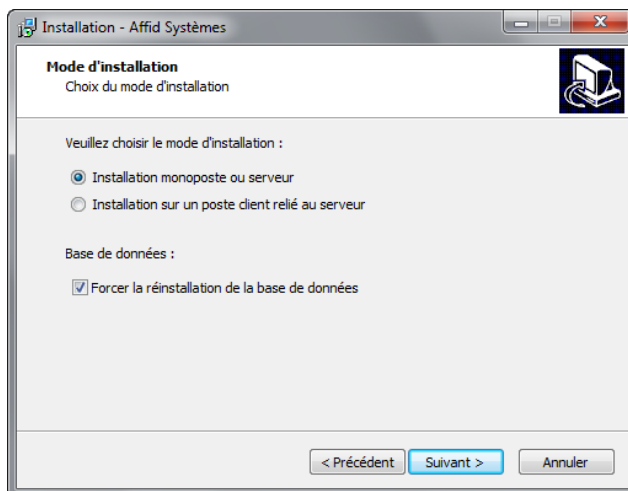 Installation - Affid Systèmes
Mode d'installation
Choix du mode d'installation
Veuillez choisir le mode d'installation :
Installation monoposte ou serveur
Installation sur un poste client relié au serveur
Base de données :
Forcer la réinstallation de la base de données
< Précédent Suivant > Annuler